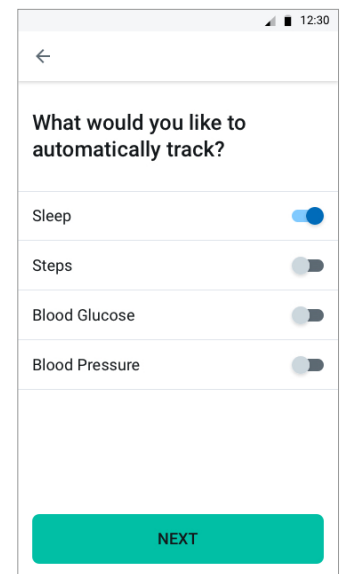 12:30
What would you like to
automatically track?
Sleep
Steps
Blood Glucose
Blood Pressure
NEXT